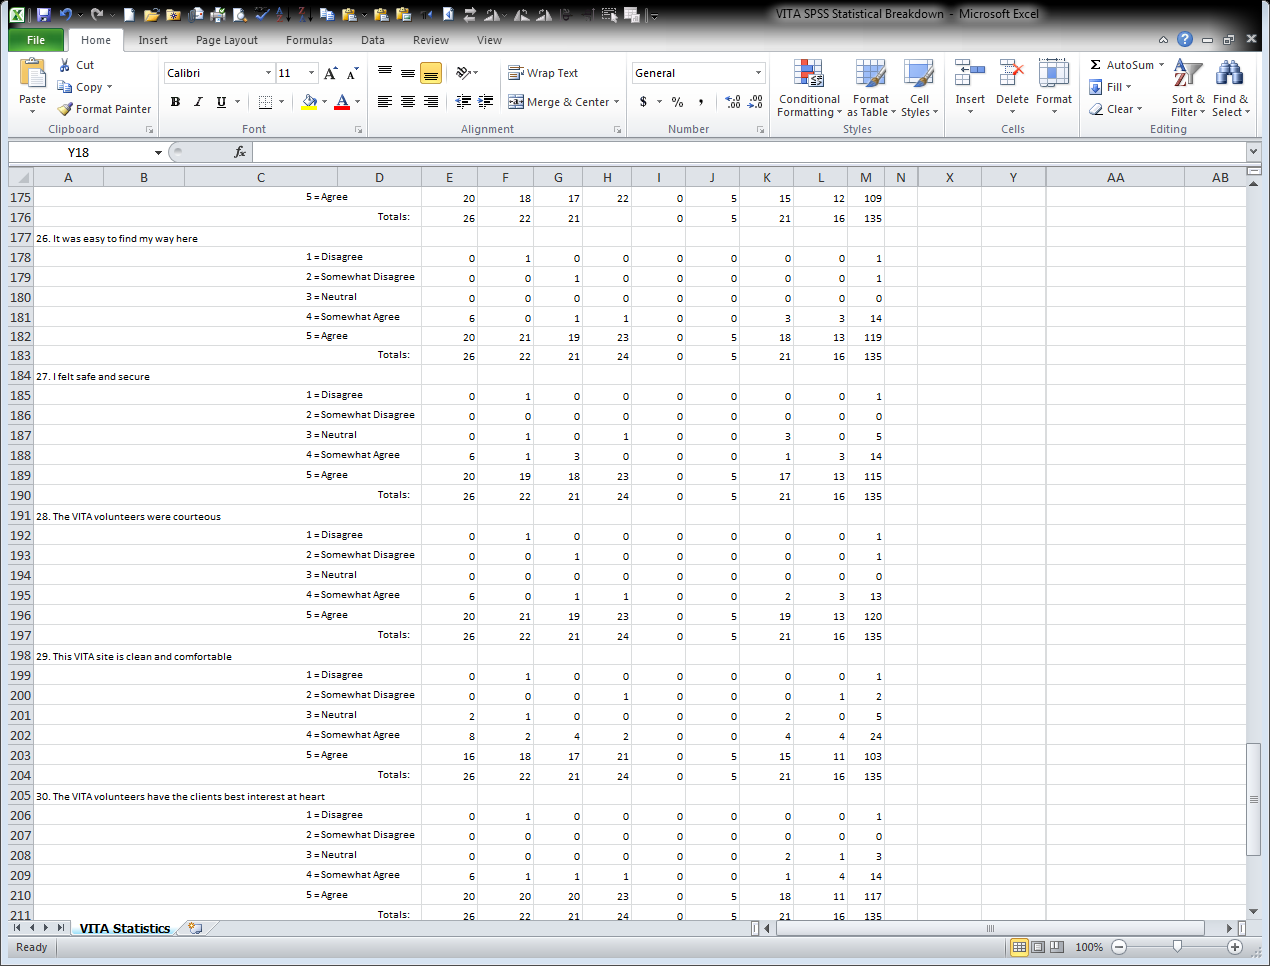 VITA SPSS Statistical Breakdown - Microsoft Excel
File Home Insert Page Layout Formulas Data Review View
Paste Cut Copy Format Painter Clipboard
Calibri 11 A A B I U A Font
Wrap Text Merge & Center Alignment
General $ % , .00 .00 Number
Conditional Formatting Format as Table Cell Styles Styles
Insert Delete Format Cells
Σ AutoSum Fill Clear Sort & Filter Find & Select Editing
Y18 fx
A B C D E F G H I J K L M N X Y AA AB
175 5 = Agree 20 18 17 22 0 5 15 12 109
176 Totals: 26 22 21 0 5 21 16 135
177 26. It was easy to find my way here
178 1 = Disagree 0 1 0 0 0 0 0 0 1
179 2 = Somewhat Disagree 0 0 1 0 0 0 0 0 1
180 3 = Neutral 0 0 0 0 0 0 0 0 0
181 4 = Somewhat Agree 6 0 1 1 0 0 3 3 14
182 5 = Agree 20 21 19 23 0 5 18 13 119
183 Totals: 26 22 21 24 0 5 21 16 135
184 27. I felt safe and secure
185 1 = Disagree 0 1 0 0 0 0 0 0 1
186 2 = Somewhat Disagree 0 0 0 0 0 0 0 0 0
187 3 = Neutral 0 1 0 1 0 0 3 0 5
188 4 = Somewhat Agree 6 1 3 0 0 0 1 3 14
189 5 = Agree 20 19 18 23 0 5 17 13 115
190 Totals: 26 22 21 24 0 5 21 16 135
191 28. The VITA volunteers were courteous
192 1 = Disagree 0 1 0 0 0 0 0 0 1
193 2 = Somewhat Disagree 0 0 1 0 0 0 0 0 1
194 3 = Neutral 0 0 0 0 0 0 0 0 0
195 4 = Somewhat Agree 6 0 1 1 0 0 2 3 13
196 5 = Agree 20 21 19 23 0 5 19 13 120
197 Totals: 26 22 21 24 0 5 21 16 135
198 29. This VITA site is clean and comfortable
199 1 = Disagree 0 1 0 0 0 0 0 0 1
200 2 = Somewhat Disagree 0 0 0 1 0 0 0 1 2
201 3 = Neutral 2 1 0 0 0 0 2 0 5
202 4 = Somewhat Agree 8 2 4 2 0 0 4 4 24
203 5 = Agree 16 18 17 21 0 5 15 11 103
204 Totals: 26 22 21 24 0 5 21 16 135
205 30. The VITA volunteers have the clients best interest at heart
206 1 = Disagree 0 1 0 0 0 0 0 0 1
207 2 = Somewhat Disagree 0 0 0 0 0 0 0 0 0
208 3 = Neutral 0 0 0 0 0 0 2 1 3
209 4 = Somewhat Agree 6 1 1 1 0 0 1 4 14
210 5 = Agree 20 20 20 23 0 5 18 11 117
211 Totals: 26 22 21 24 0 5 21 16 135
VITA Statistics
Ready 100%